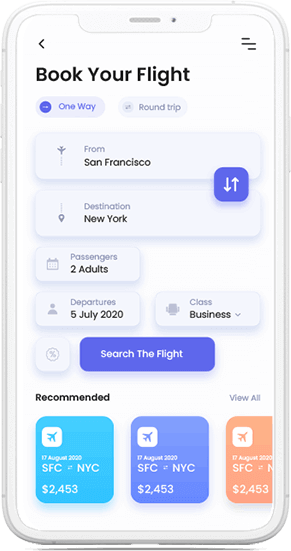 Book Your Flight
One Way
Round trip
From
San Francisco
Destination
New York
Passengers
2 Adults
Departures
5 July 2020
Class
Business
Search The Flight
Recommended
View All
17 August 2020
SFC ⇌ NYC
$2,453
17 August 2020
SFC ⇌ NYC
$2,453
17 August 2020
SFC ⇌
$2,453